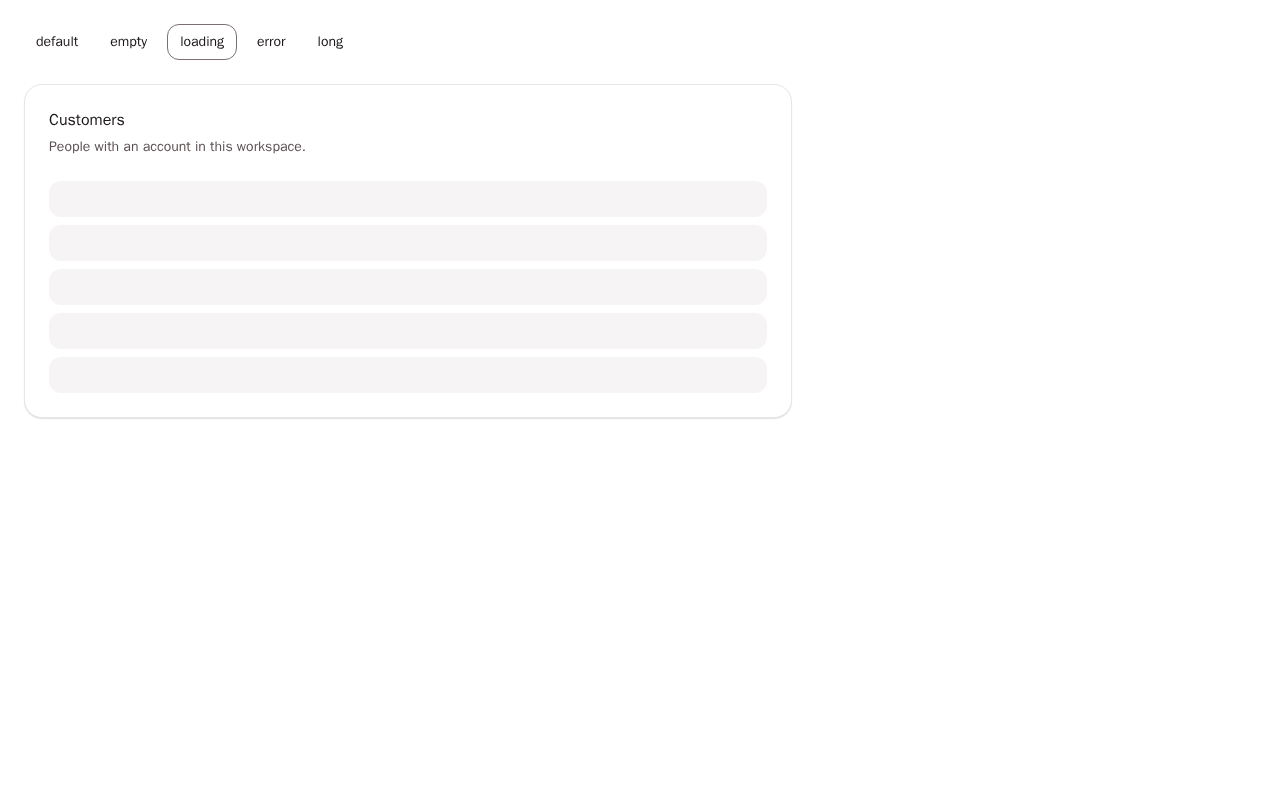 default
empty
loading
error
long
Customers
People with an account in this workspace.